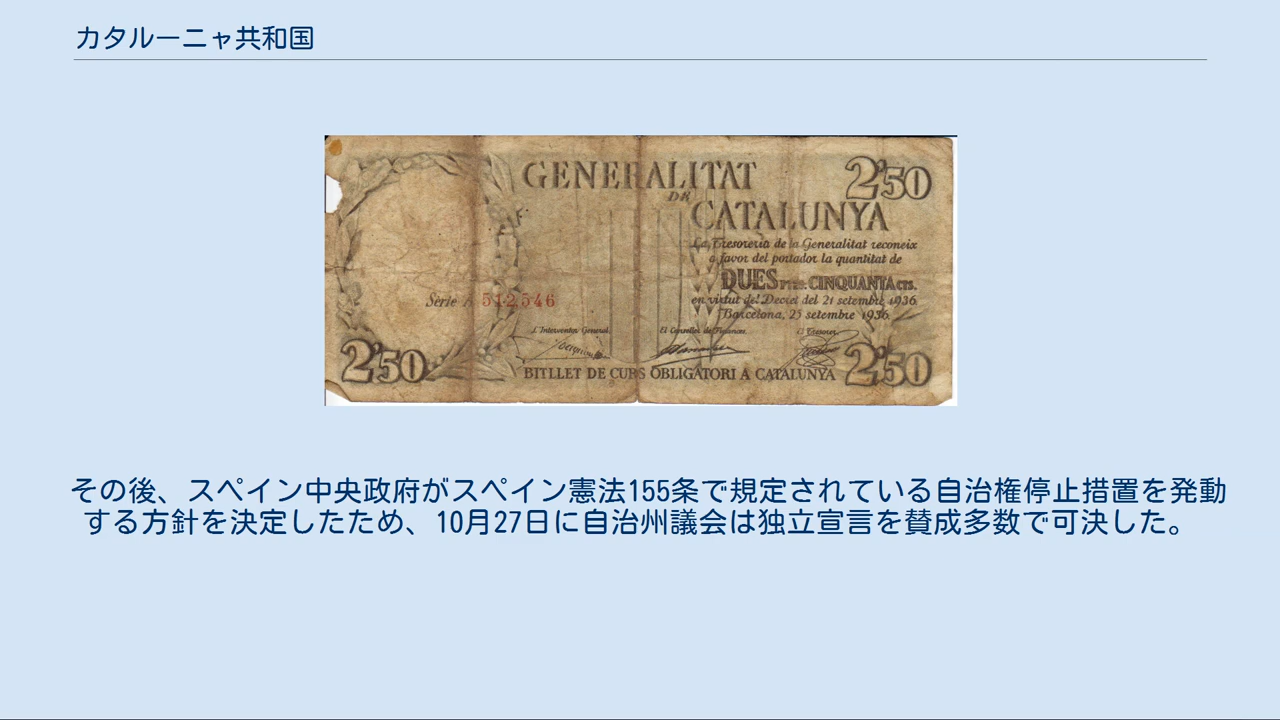 カタルーニャ共和国
GENERALITAT
DE
CATALUNYA
2'50
La Tresoreria de la Generalitat reconeix
a favor del portador la quantitat de
DUES PTES. CINQUANTA CTS.
en virtut del Decret del 21 setembre 1936.
Barcelona, 25 setembre 1936.
Sèrie A 512,546
L'Interventor General. El Conseller de Finances. El Tresorer.
2'50
BITLLET DE CURS OBLIGATORI A CATALUNYA
2'50
その後、スペイン中央政府がスペイン憲法155条で規定されている自治権停止措置を発動
する方針を決定したため、10月27日に自治州議会は独立宣言を賛成多数で可決した。